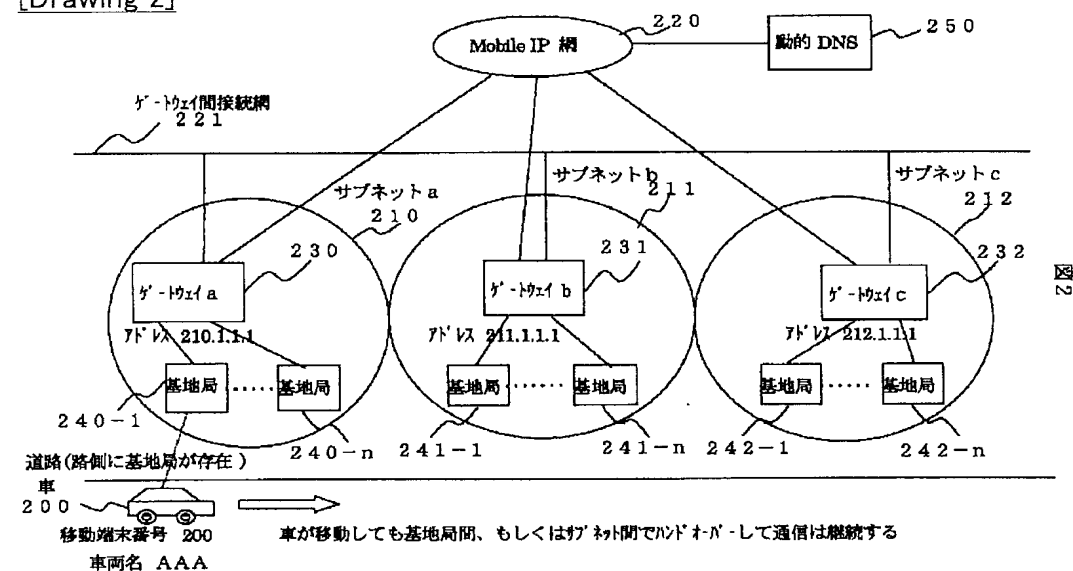 [Drawing 2]
220
250
Mobile IP 網
動的 DNS
ゲートウェイ間接続網
221
サブネットa
210
サブネットb
211
サブネットc
212
230
231
232
ゲートウェイa
ゲートウェイb
ゲートウェイc
図2
アドレス 210.1.1.1
アドレス 211.1.1.1
アドレス 212.1.1.1
基地局……基地局
基地局……基地局
基地局……基地局
240-1
240-n
241-1
241-n
242-1
242-n
道路(路側に基地局が存在)
車
200
移動端末番号 200
車両名 AAA
車が移動しても基地局間、もしくはサブネット間でハンドオーバーして通信は継続する